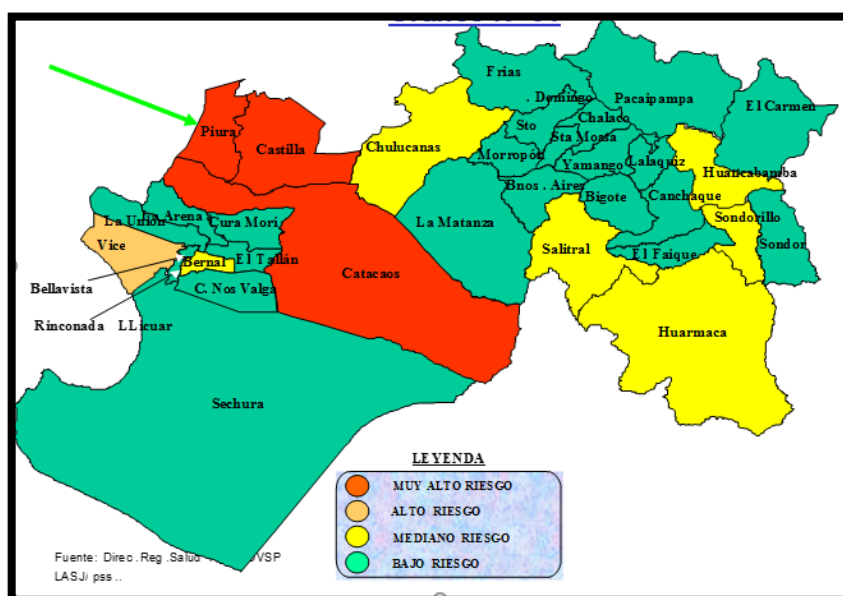 Frías
. Domingo
Pacaipampa
El Carmen
Chalaco
Sto
Piura
Sta Moasa
Castilla
Chulucanas
Morropón
Yamango
Lalaquiz
Huancabamba
Bnos . Aires
Bigote
Canchaque
La Unión
La Arena
Cura Morí
La Matanza
Sondorillo
Vice
Salitral
Sondor
El Faique
Bernal
El Tallán
Catacaos
Bellavista
C. Nos Valga
Rinconada LLicuar
Huarmaca
Sechura
LEYENDA
MUY ALTO RIESGO
ALTO RIESGO
MEDIANO RIESGO
BAJO RIESGO
Fuente: Direc .Reg .Salud
VSP
LASJ/ pss ..